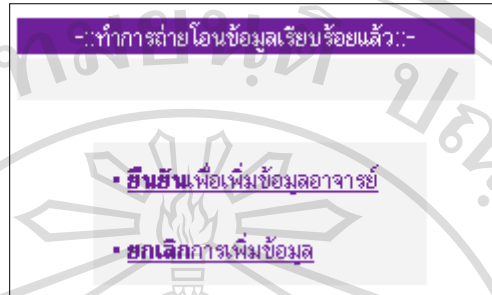 -::ทำการถ่ายโอนข้อมูลเรียบร้อยแล้ว::-
▪ ยืนยันเพื่อเพิ่มข้อมูลอาจารย์
▪ ยกเลิกการเพิ่มข้อมูล